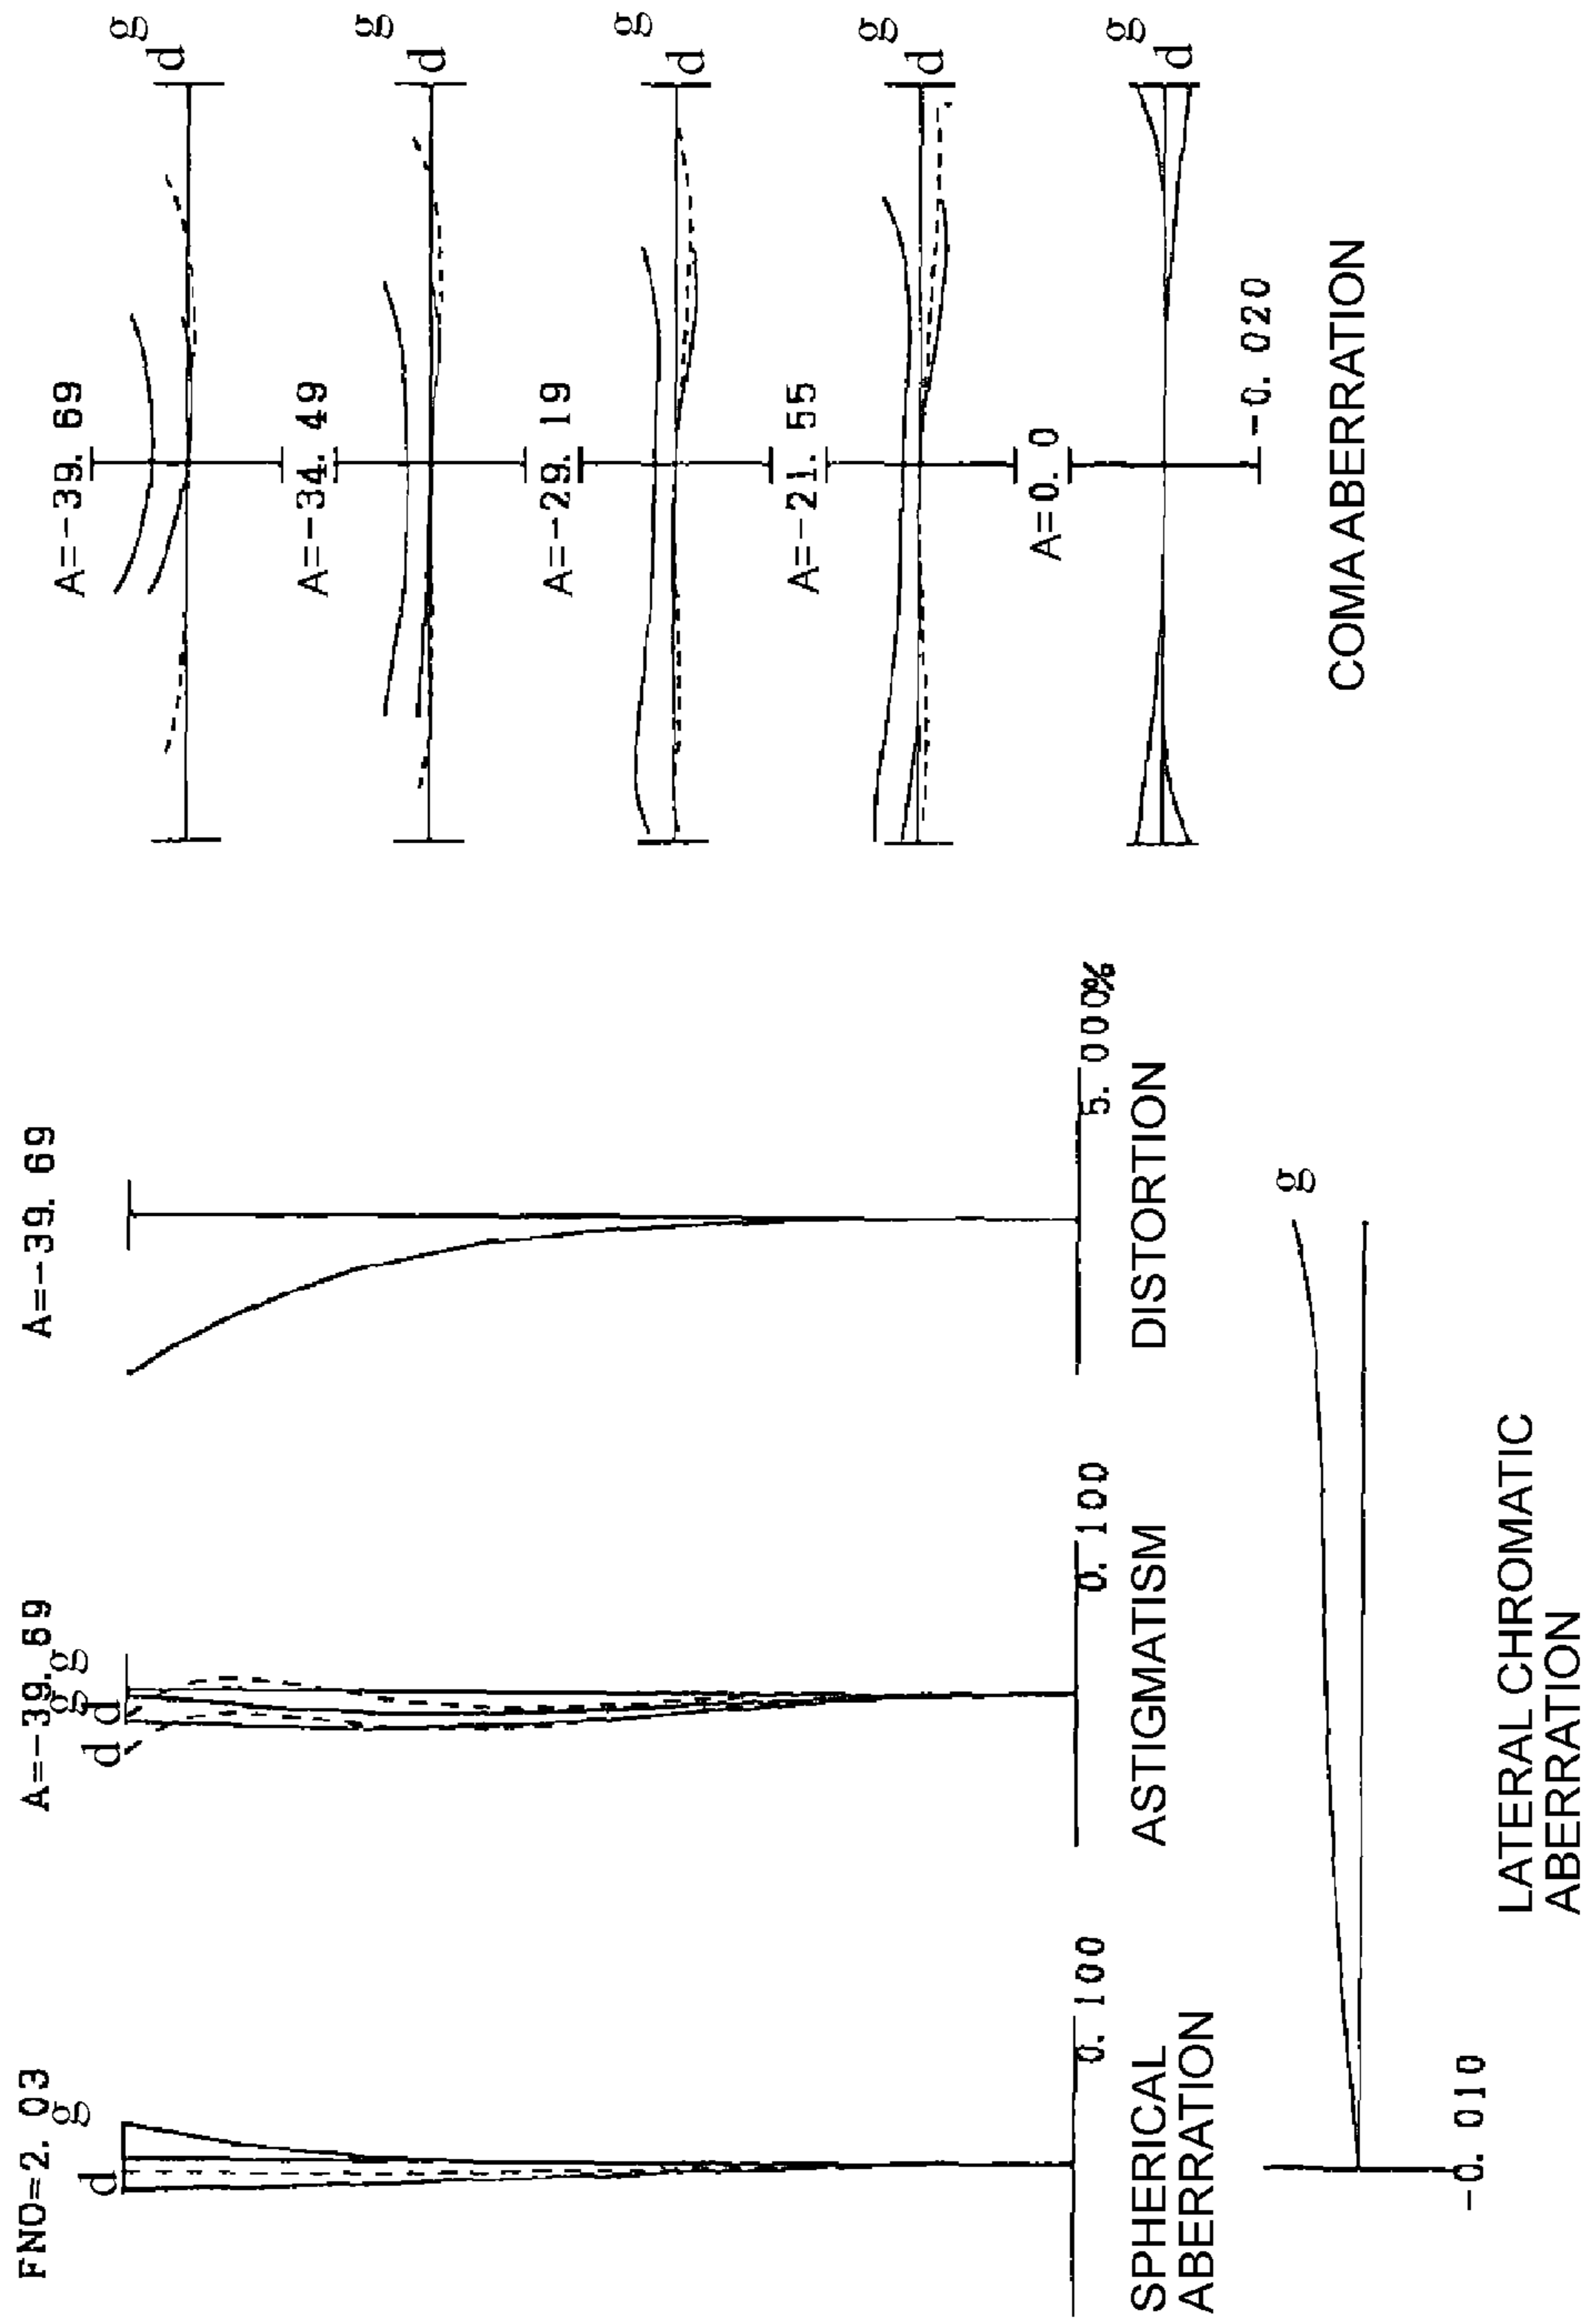 FNO=2. 03
g
d
0. 100
SPHERICAL
ABERRATION
A=-39. 69
g
g
d
d
0. 100
ASTIGMATISM
A=-39. 69
5. 000%
DISTORTION
A=-39. 69
g
d
A=-34. 49
g
d
A=-29. 19
g
d
A=-21. 55
g
d
A=0. 0
g
d
-0. 020
COMA ABERRATION
g
-0. 010
LATERAL CHROMATIC
ABERRATION